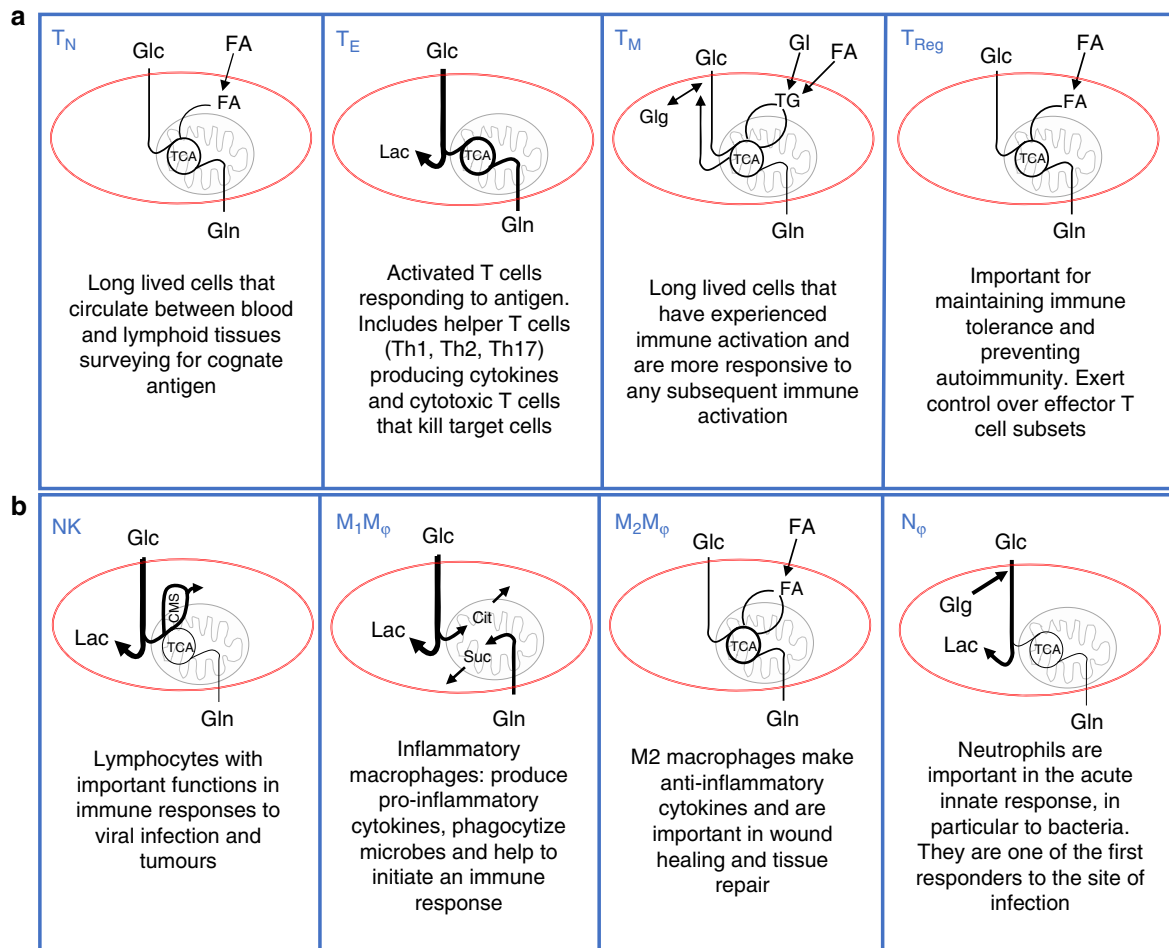 a
T_N
Glc
FA
FA
TCA
Gln
Long lived cells that
circulate between blood
and lymphoid tissues
surveying for cognate
antigen
T_E
Glc
Lac
TCA
Gln
Activated T cells
responding to antigen.
Includes helper T cells
(Th1, Th2, Th17)
producing cytokines
and cytotoxic T cells
that kill target cells
T_M
Glc
Gl
FA
TG
Glg
TCA
Gln
Long lived cells that
have experienced
immune activation and
are more responsive to
any subsequent immune
activation
T_Reg
Glc
FA
FA
TCA
Gln
Important for
maintaining immune
tolerance and
preventing
autoimmunity. Exert
control over effector T
cell subsets
b
NK
Glc
CMS
Lac
TCA
Gln
Lymphocytes with
important functions in
immune responses to
viral infection and
tumours
M₁M_φ
Glc
Cit
Lac
Suc
Gln
Inflammatory
macrophages: produce
pro-inflammatory
cytokines, phagocytize
microbes and help to
initiate an immune
response
M₂M_φ
Glc
FA
FA
TCA
Gln
M2 macrophages make
anti-inflammatory
cytokines and are
important in wound
healing and tissue
repair
N_φ
Glc
Glg
Lac
TCA
Gln
Neutrophils are
important in the acute
innate response, in
particular to bacteria.
They are one of the first
responders to the site of
infection